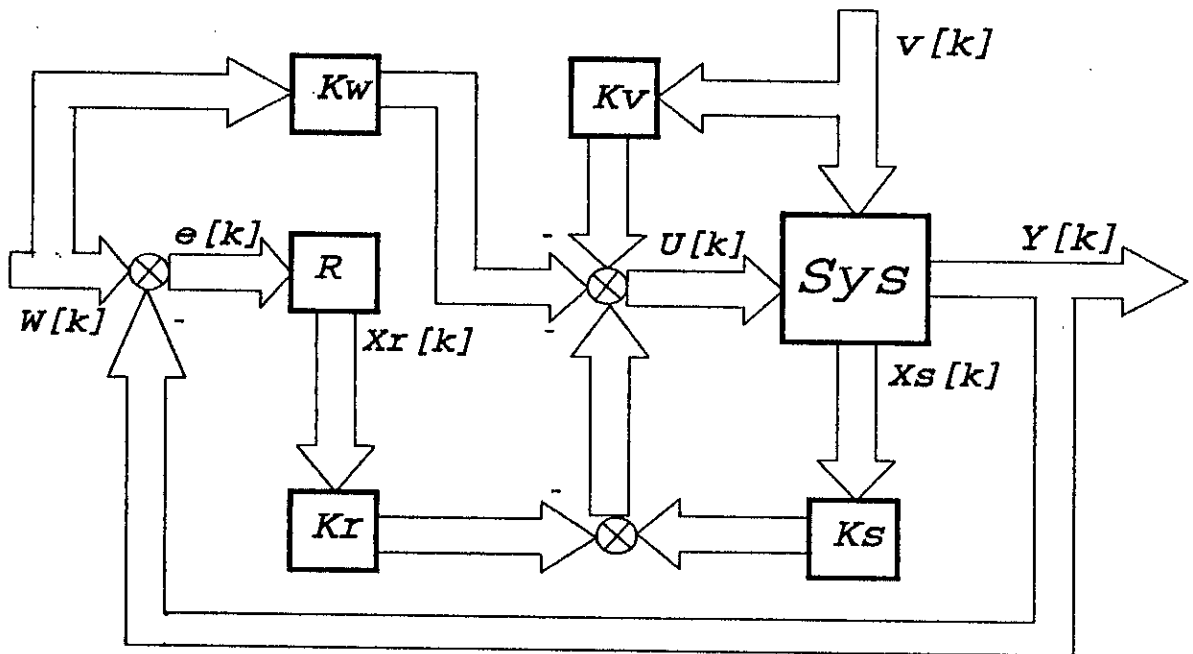 v[k]
Kw
Kv
e[k]
U[k]
Y[k]
R
Sys
W[k]
-
-
-
Xr[k]
Xs[k]
-
Kr
Ks